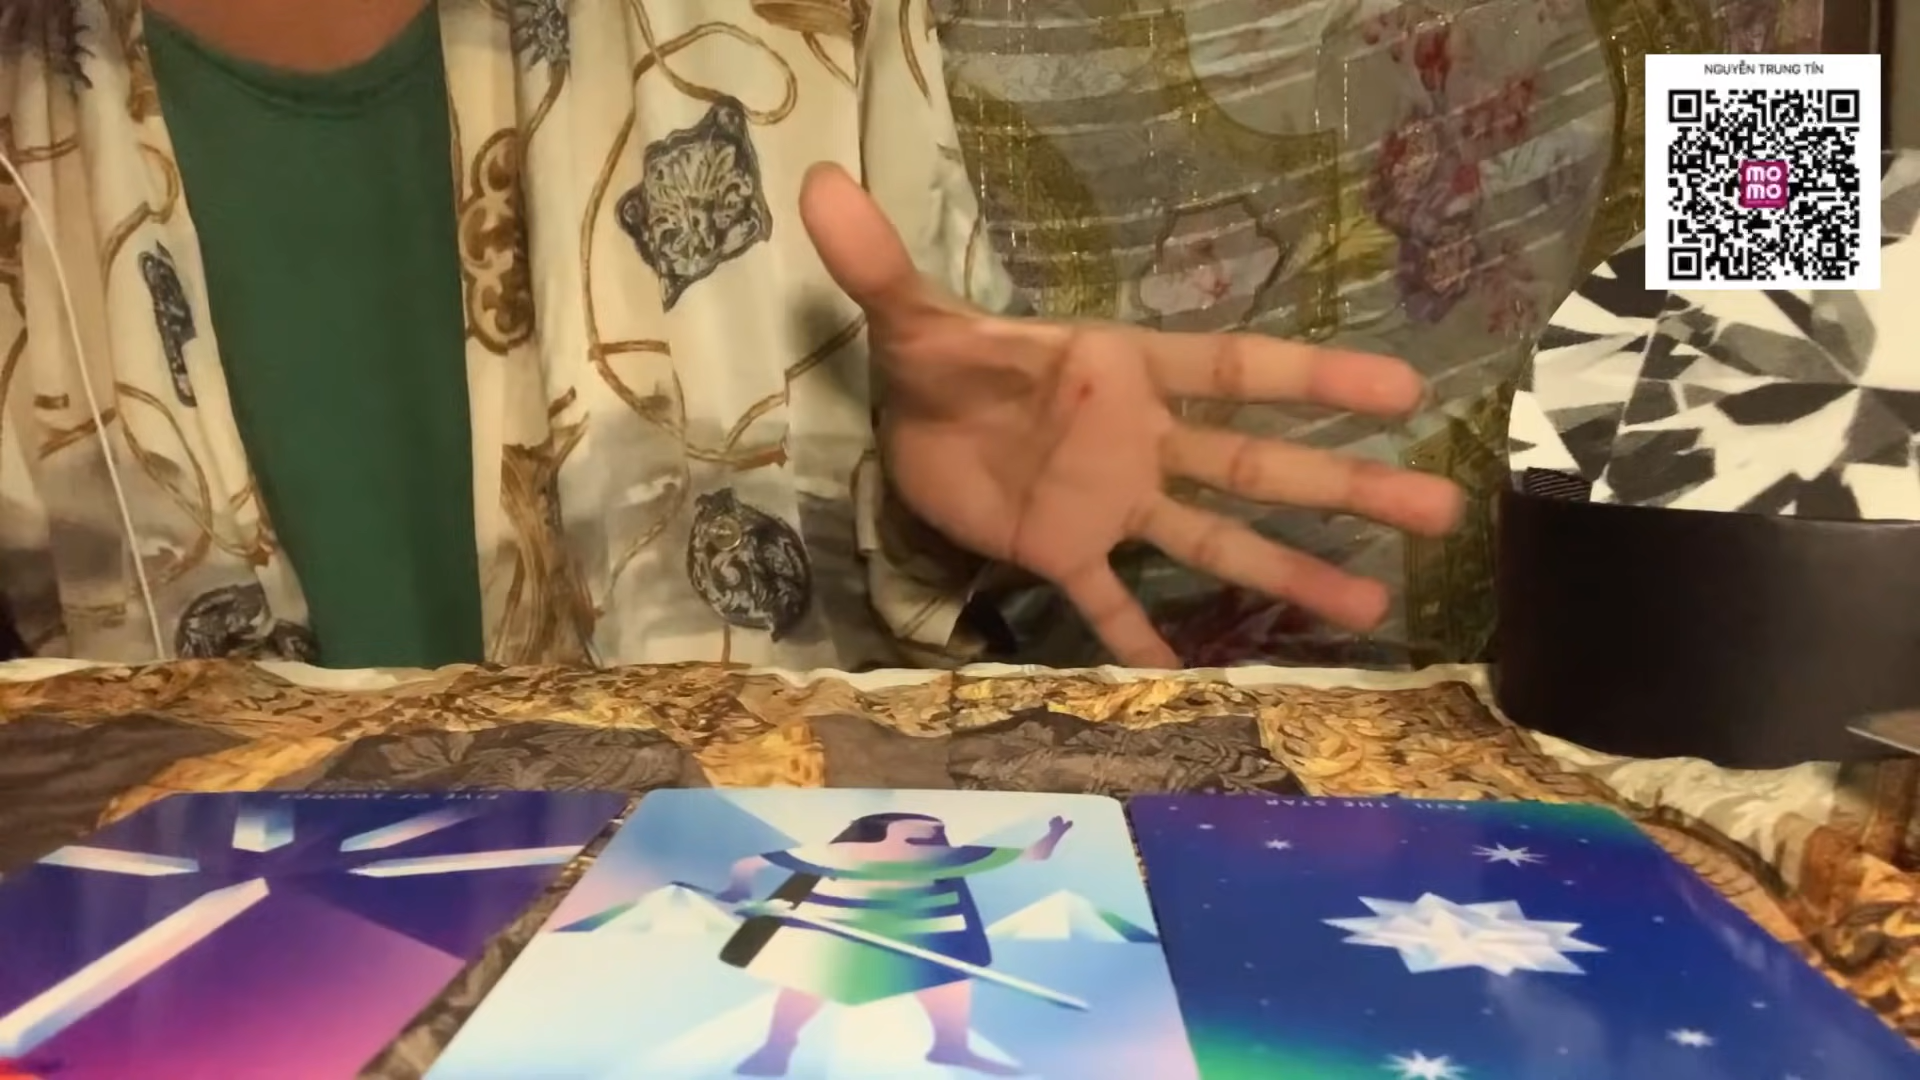 NGUYỄN TRUNG TÍN
mo
mo
FIVE OF SWORDS
XVII THE STAR